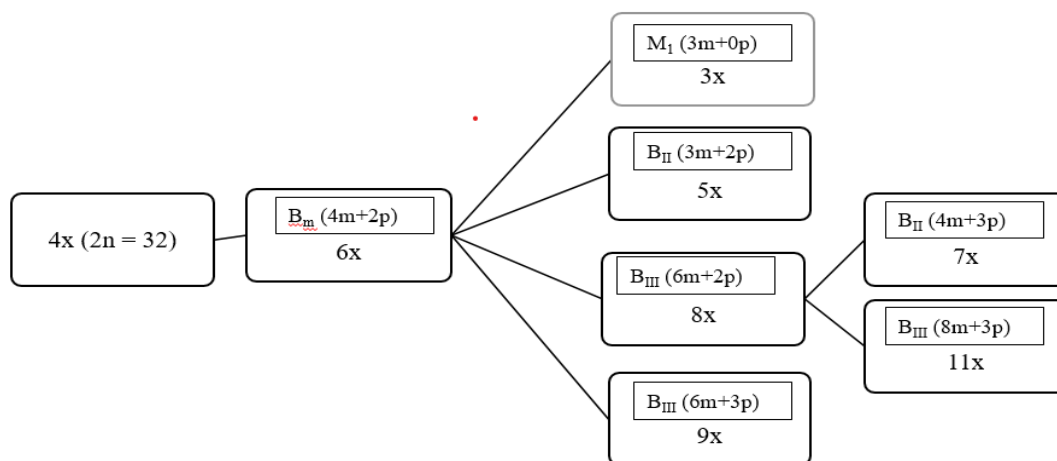 4x (2n = 32)
Bm (4m+2p)
6x
M1 (3m+0p)
3x
BII (3m+2p)
5x
BIII (6m+2p)
8x
BIII (6m+3p)
9x
BII (4m+3p)
7x
BIII (8m+3p)
11x